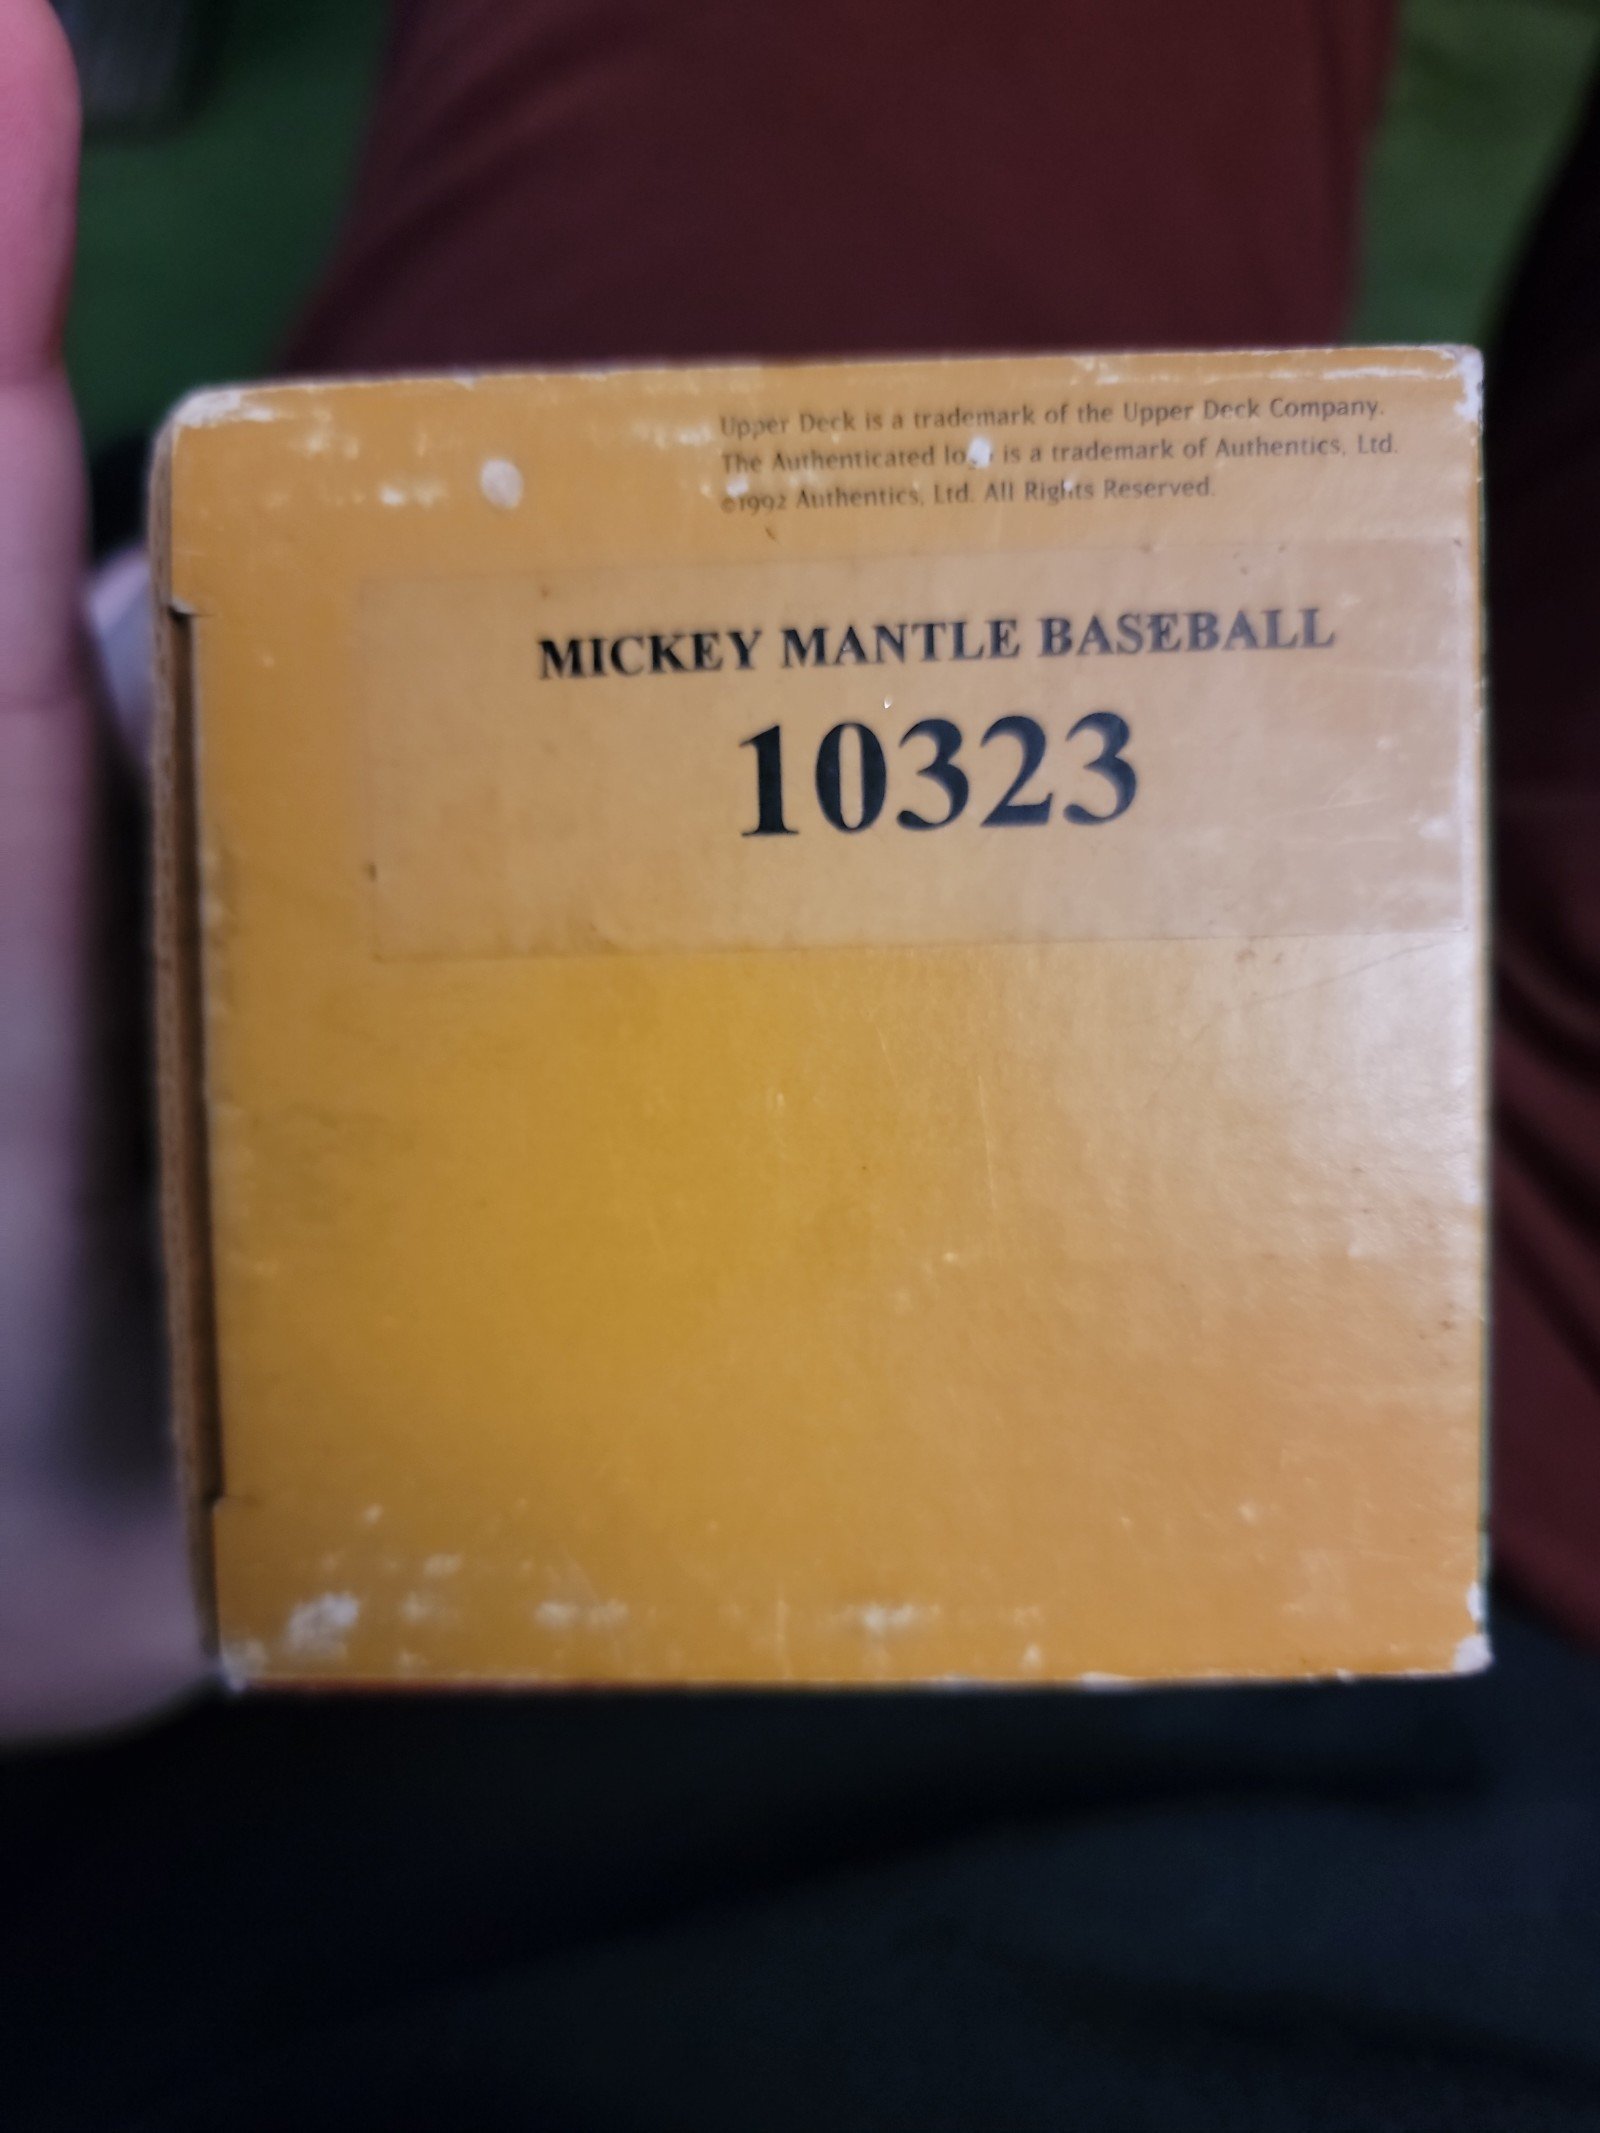 Upper Deck is a trademark of the Upper Deck Company.
The Authenticated is a trademark of Authentics, Ltd.
©1992 Authentics, Ltd. All Rights Reserved.
MICKEY MANTLE BASEBALL
10323